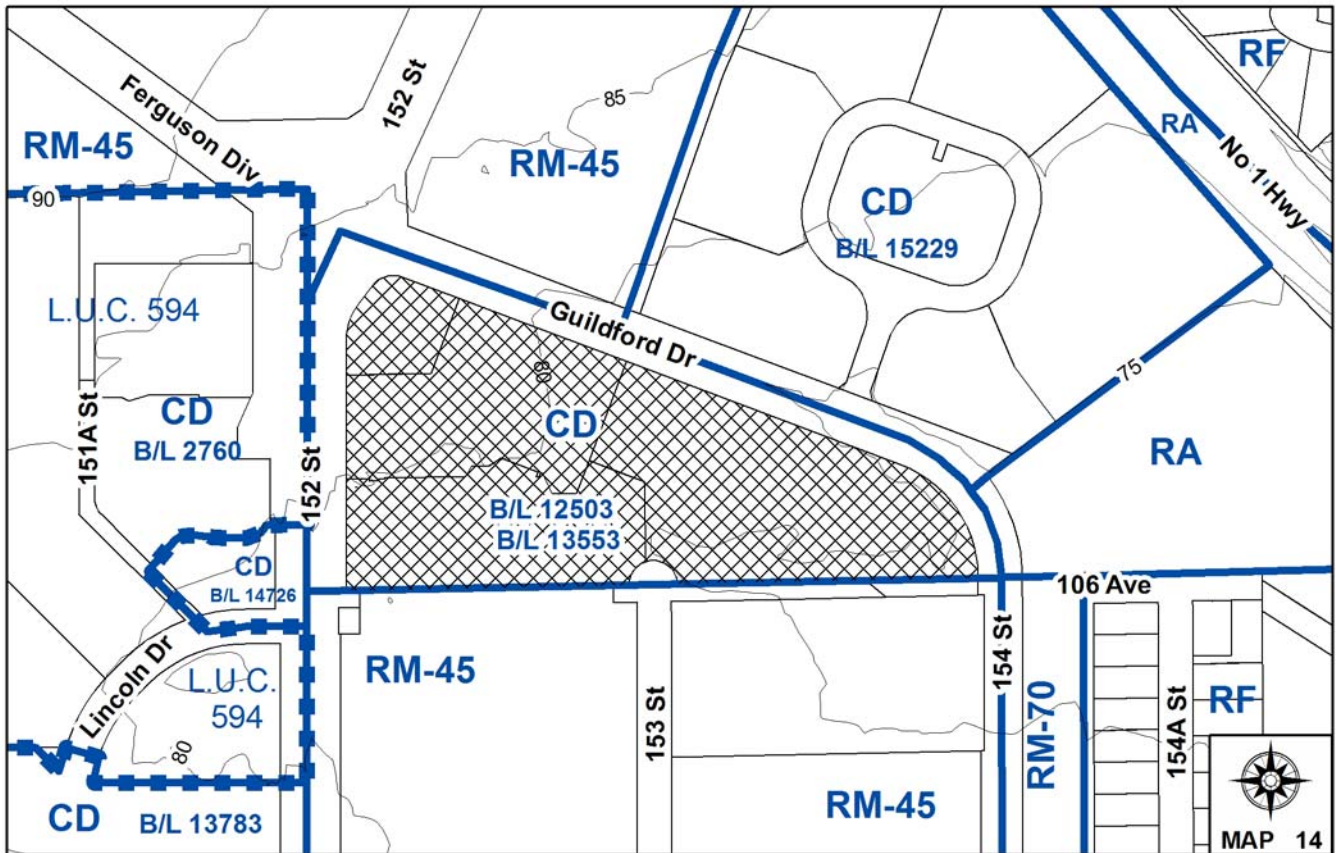 RF
Ferguson Div
152 St
85
RA
No 1 Hwy
RM-45
RM-45
90
CD
B/L 15229
L.U.C. 594
Guildford Dr
75
80
151A St
CD
B/L 2760
CD
RA
152 St
B/L 12503
B/L 13553
CD
B/L 14726
106 Ave
Lincoln Dr
RM-45
154 St
L.U.C.
594
153 St
RM-70
154A St
RF
80
CD
B/L 13783
RM-45
MAP 14